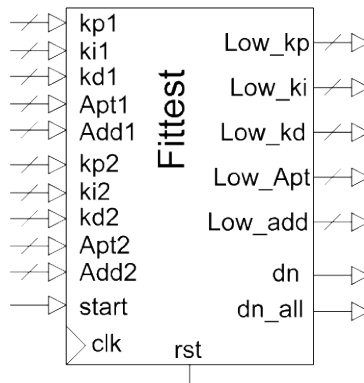 kp1
ki1
kd1
Apt1
Add1
kp2
ki2
kd2
Apt2
Add2
start
clk
Fittest
Low_kp
Low_ki
Low_kd
Low_Apt
Low_add
dn
dn_all
rst